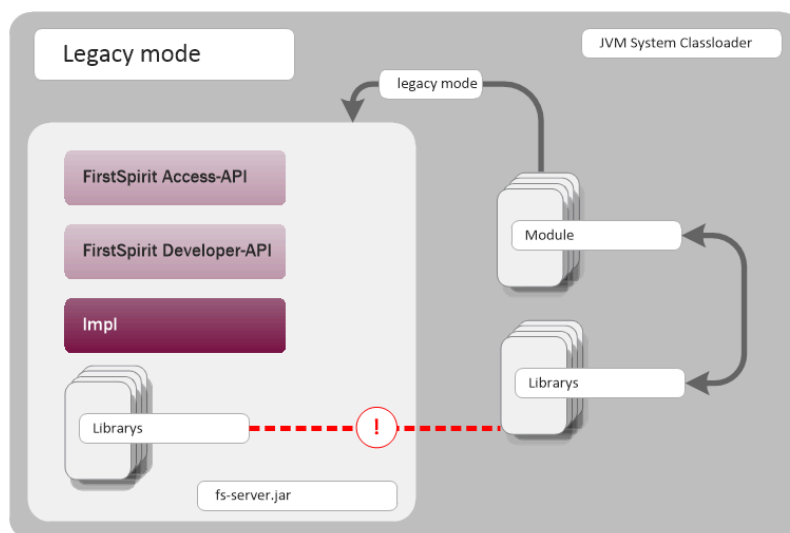 Legacy mode
JVM System Classloader
legacy mode
FirstSpirit Access-API
FirstSpirit Developer-API
Module
Impl
Librarys
Librarys
!
fs-server.jar